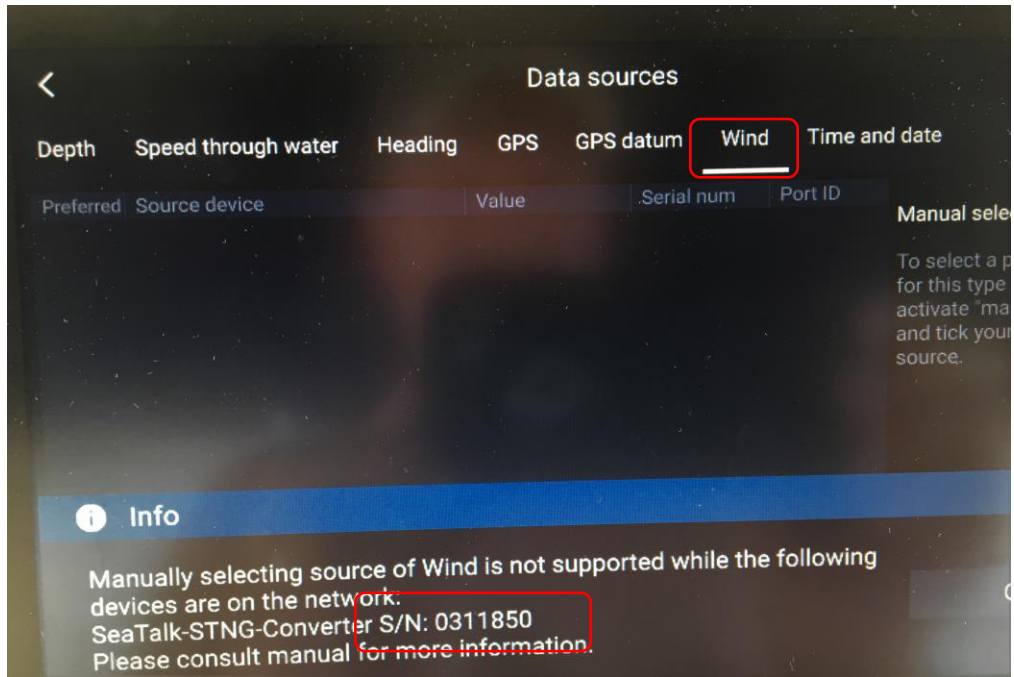 Data sources
Depth Speed through water Heading GPS GPS datum Wind Time and date
Preferred Source device Value Serial num Port ID
Manual sele
To select a p
for this type
activate "ma
and tick your
source.
Info
Manually selecting source of Wind is not supported while the following
devices are on the network:
SeaTalk-STNG-Converter S/N: 0311850
Please consult manual for more information.